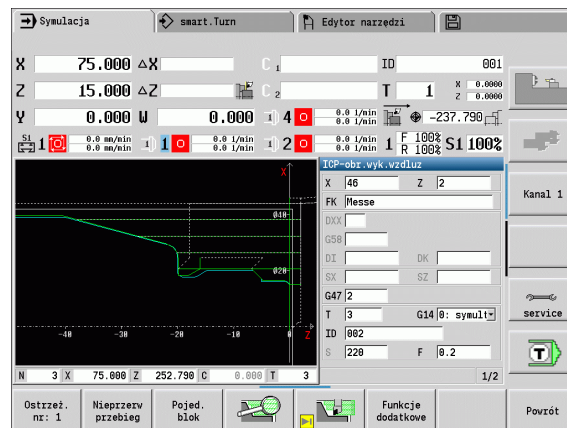 Symulacja smart.Turn Edytor narzędzi
X 75.000 △X C 1 ID 001
Z 15.000 △Z C 2 T 1 X 0.0000 Z 0.0000
Y 0.000 U 0.000 4 0.0 1/min -237.790
S1 1 0.0 mm/min 0.0 mm/min 1 0.0 1/min 0.0 1/min 2 0.0 1/min 0.0 1/min 1 F 100% R 100% S1 100%
ICP-obr.wyk.wzdluz
X 46 Z 2
FK Messe
DXX
G58
DI DK
SX SZ
G47 2
T 3 G14 0: symult
ID 002
S 220 F 0.2
1/2
X
Ø40
Ø20
-40 -30 -20 -10 0 Z
N 3 X 75.000 Z 252.790 C 0.000 T 3
Kanal 1
service
T
Ostrzeż. nr: 1
Nieprzerw przebieg
Pojed. blok
Funkcje dodatkowe
Powrót